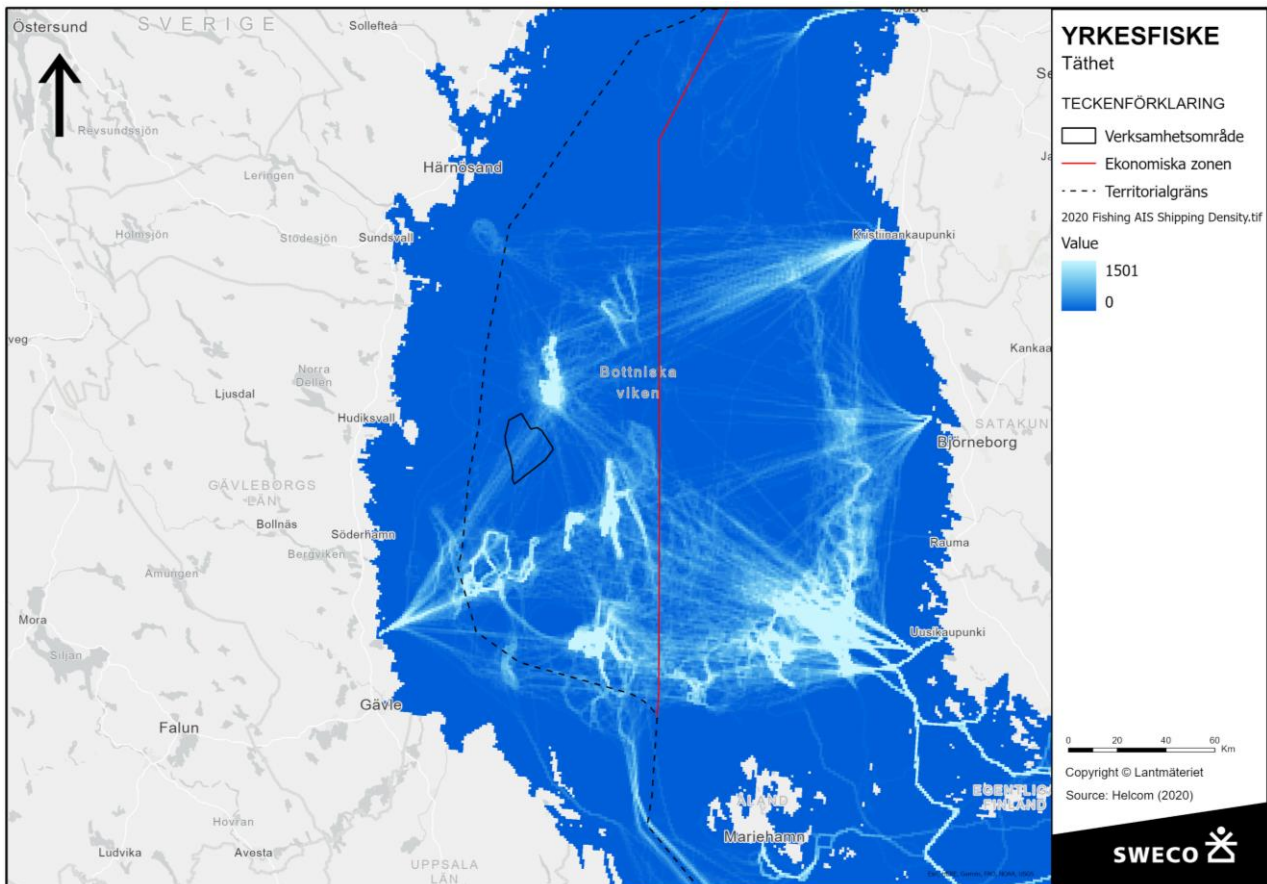 Östersund
SVERIGE
Sollefteå
Revsundssjön
Härnösand
Leringen
Holmsjön
Stödesjön
Sundsvall
Kristiinankaupunki
Norra
Dellen
Ljusdal
Hudiksvall
Bottniska
viken
Kankaa
SATAKUN
Björneborg
GÄVLEBORGS
LÄN
Bollnäs
Söderhamn
Bergviken
Amungen
Rauma
Mora
Siljan
Uusikaupunki
Gävle
Falun
Hovran
Ludvika
Avesta
UPPSALA
LÄN
ÅLAND
Mariehamn
EGENTLIG
FINLAND
YRKESFISKE
Täthet
TECKENFÖRKLARING
Verksamhetsområde
Ekonomiska zonen
Territorialgräns
2020 Fishing AIS Shipping Density.tif
Value
1501
0
0 20 40 60
Km
Copyright © Lantmäteriet
Source: Helcom (2020)
SWECO